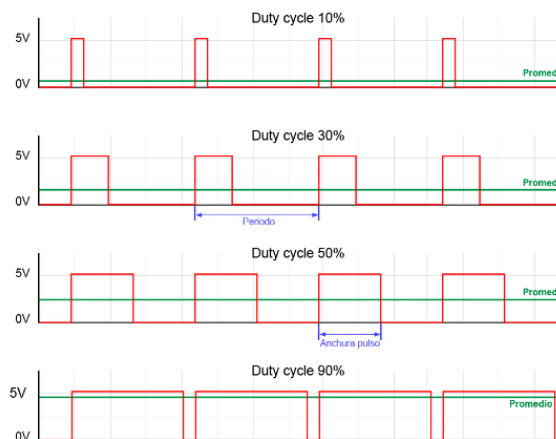 Duty cycle 10%
5V
Promed
0V
Duty cycle 30%
5V
Promed
0V
Periodo
Duty cycle 50%
5V
Promed
0V
Anchura pulso
Duty cycle 90%
5V
Promedio
0V